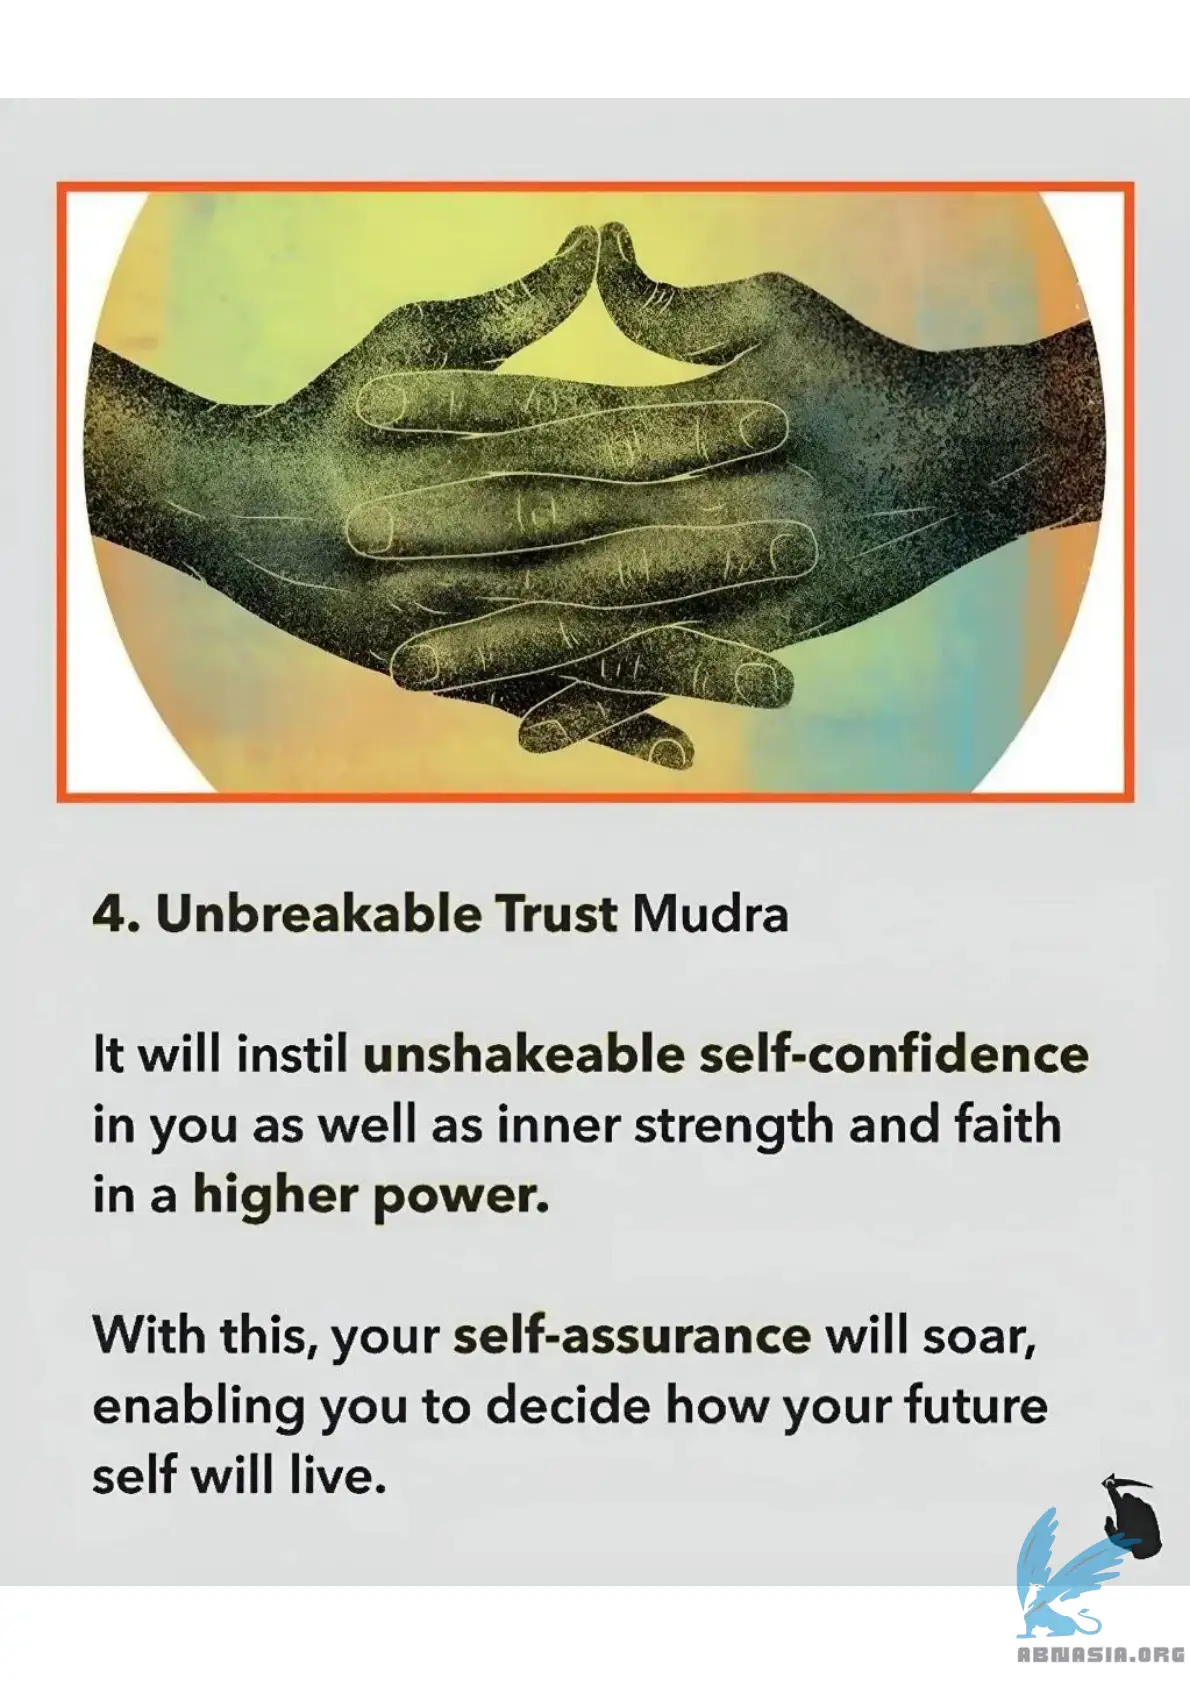 4. Unbreakable Trust Mudra
It will instil unshakeable self-confidence
in you as well as inner strength and faith
in a higher power.
With this, your self-assurance will soar,
enabling you to decide how your future
self will live.
ABNASIA.ORG